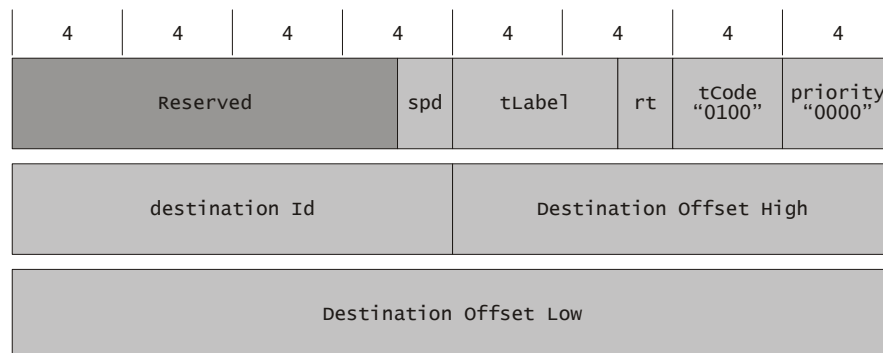 4 4 4 4 4 4 4 4
Reserved spd tLabel rt tCode “0100” priority “0000”
destination Id Destination Offset High
Destination Offset Low